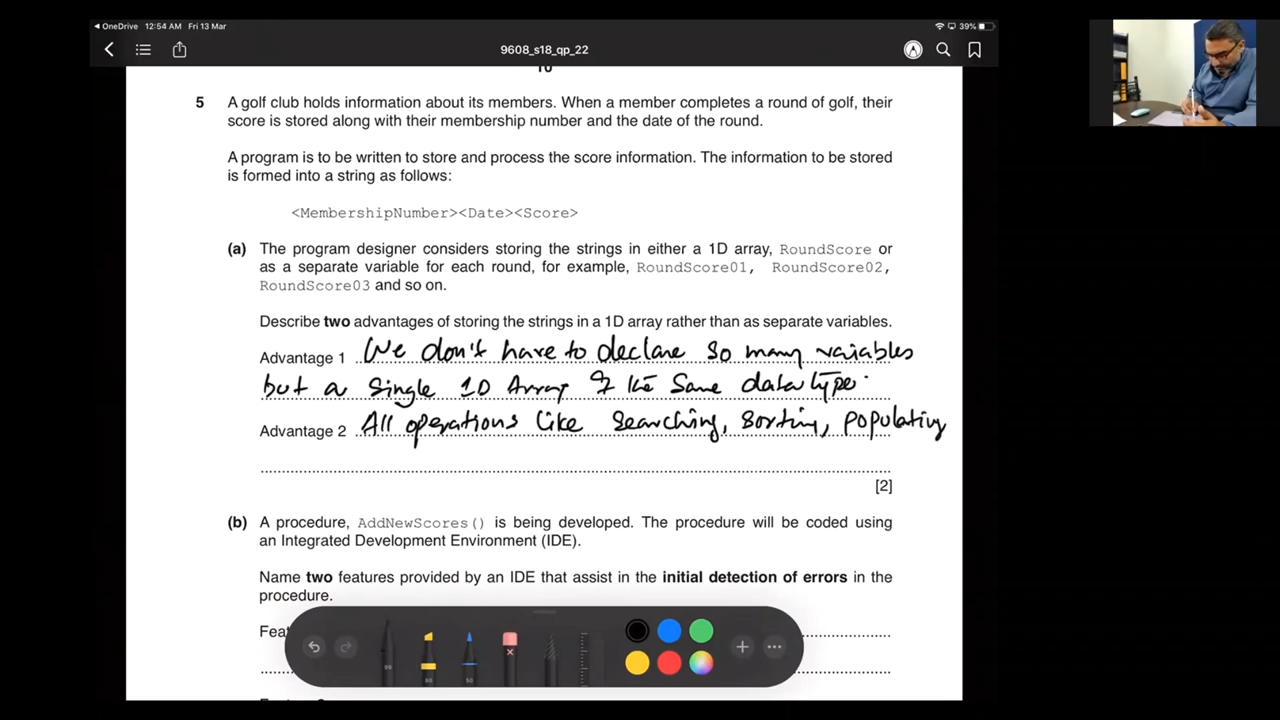 OneDrive 12:54 AM Fri 13 Mar
39%
9608_s18_qp_22
10
5 A golf club holds information about its members. When a member completes a round of golf, their
score is stored along with their membership number and the date of the round.
A program is to be written to store and process the score information. The information to be stored
is formed into a string as follows:
<MembershipNumber><Date><Score>
(a) The program designer considers storing the strings in either a 1D array, RoundScore or
as a separate variable for each round, for example, RoundScore01, RoundScore02,
RoundScore03 and so on.
Describe two advantages of storing the strings in a 1D array rather than as separate variables.
Advantage 1 We don't have to declare so many variables
but a single 1D Array of the same data type.
Advantage 2 All operations like searching, sorting, populating
[2]
(b) A procedure, AddNewScores() is being developed. The procedure will be coded using
an Integrated Development Environment (IDE).
Name two features provided by an IDE that assist in the initial detection of errors in the
procedure.
Feat